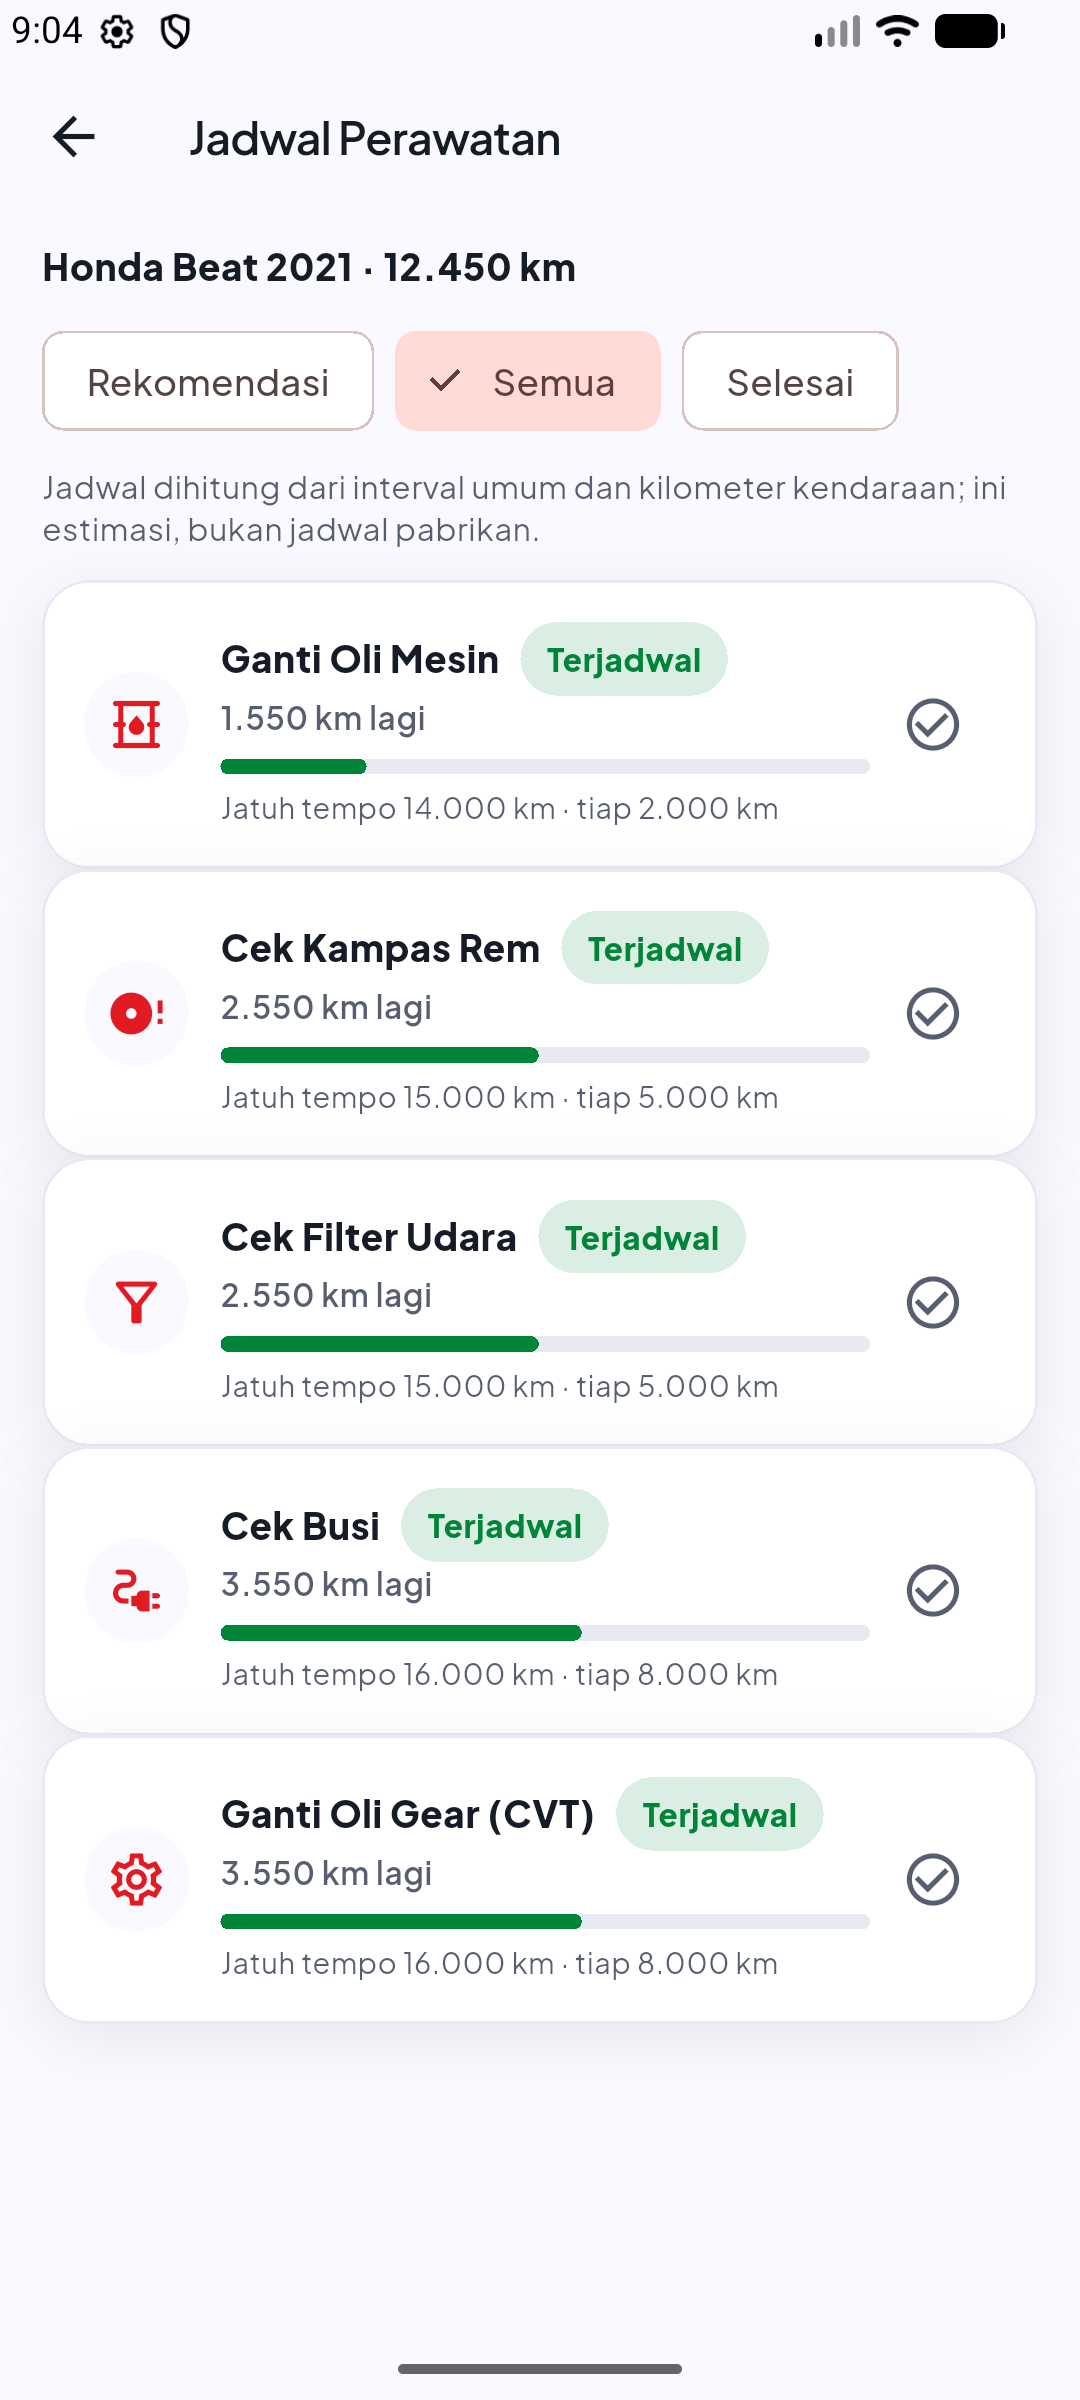 9:04
Jadwal Perawatan
Honda Beat 2021 · 12.450 km
Rekomendasi
Semua
Selesai
Jadwal dihitung dari interval umum dan kilometer kendaraan; ini
estimasi, bukan jadwal pabrikan.
Ganti Oli Mesin
Terjadwal
1.550 km lagi
Jatuh tempo 14.000 km · tiap 2.000 km
Cek Kampas Rem
Terjadwal
2.550 km lagi
Jatuh tempo 15.000 km · tiap 5.000 km
Cek Filter Udara
Terjadwal
2.550 km lagi
Jatuh tempo 15.000 km · tiap 5.000 km
Cek Busi
Terjadwal
3.550 km lagi
Jatuh tempo 16.000 km · tiap 8.000 km
Ganti Oli Gear (CVT)
Terjadwal
3.550 km lagi
Jatuh tempo 16.000 km · tiap 8.000 km